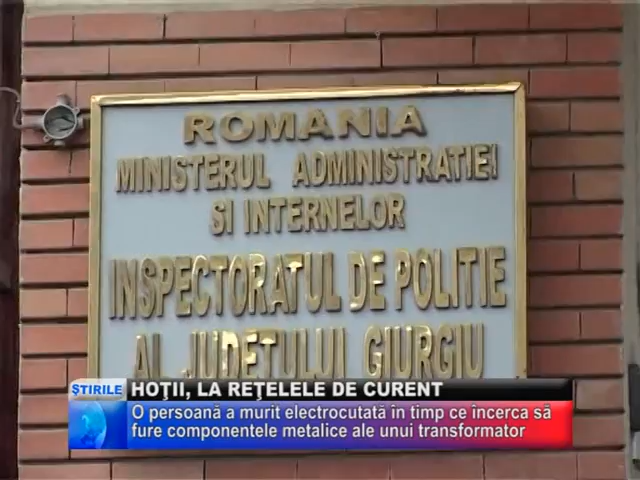 ROMANIA
MINISTERUL ADMINISTRATIEI
SI INTERNELOR
INSPECTORATUL DE POLITIE
AL JUDEŢULUI GIURGIU
ŞTIRILE HOŢII, LA REŢELELE DE CURENT
O persoană a murit electrocutată în timp ce încerca să
fure componentele metalice ale unui transformator